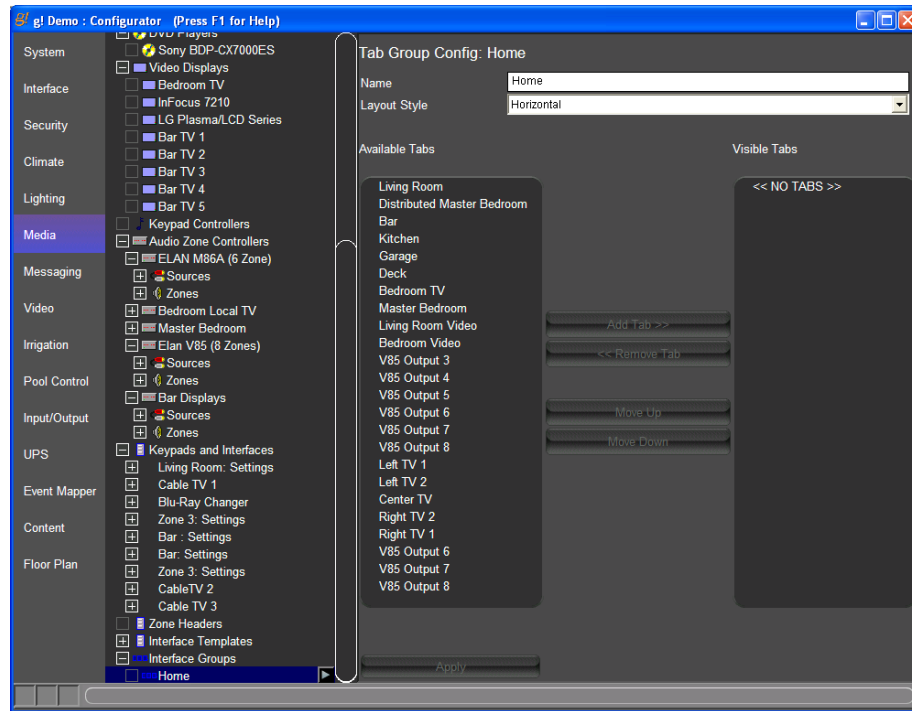 g! Demo : Configurator (Press F1 for Help)
System
Interface
Security
Climate
Lighting
Media
Messaging
Video
Irrigation
Pool Control
Input/Output
UPS
Event Mapper
Content
Floor Plan
DVD Players
Sony BDP-CX7000ES
Video Displays
Bedroom TV
InFocus 7210
LG Plasma/LCD Series
Bar TV 1
Bar TV 2
Bar TV 3
Bar TV 4
Bar TV 5
Keypad Controllers
Audio Zone Controllers
ELAN M86A (6 Zone)
Sources
Zones
Bedroom Local TV
Master Bedroom
Elan V85 (8 Zones)
Sources
Zones
Bar Displays
Sources
Zones
Keypads and Interfaces
Living Room: Settings
Cable TV 1
Blu-Ray Changer
Zone 3: Settings
Bar : Settings
Bar: Settings
Zone 3: Settings
CableTV 2
Cable TV 3
Zone Headers
Interface Templates
Interface Groups
Home
Tab Group Config: Home
Name Home
Layout Style Horizontal
Available Tabs
Living Room
Distributed Master Bedroom
Bar
Kitchen
Garage
Deck
Bedroom TV
Master Bedroom
Living Room Video
Bedroom Video
V85 Output 3
V85 Output 4
V85 Output 5
V85 Output 6
V85 Output 7
V85 Output 8
Left TV 1
Left TV 2
Center TV
Right TV 2
Right TV 1
V85 Output 6
V85 Output 7
V85 Output 8
Add Tab >>
<< Remove Tab
Move Up
Move Down
Visible Tabs
<< NO TABS >>
Apply